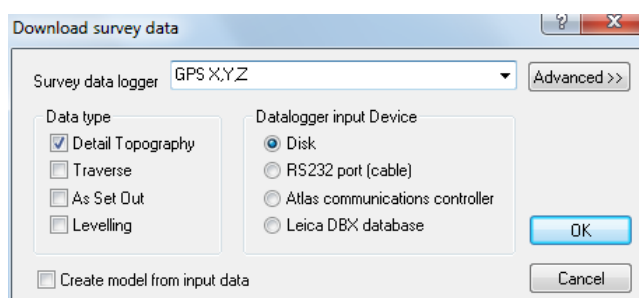 Download survey data
Survey data logger GPS X,Y,Z Advanced >>
Data type
Detail Topography
Traverse
As Set Out
Levelling
Datalogger input Device
Disk
RS232 port (cable)
Atlas communications controller
Leica DBX database
OK
Create model from input data
Cancel